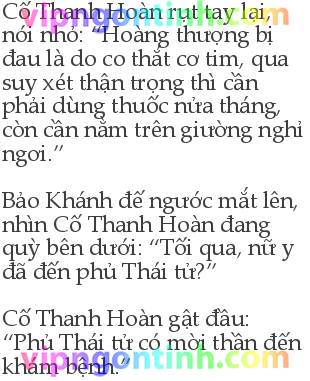 Cố Thanh Hoàn rụt tay lại,
nói nhỏ: “Hoàng thượng bị
đau là do co thắt cơ tim, qua
suy xét thận trọng thì cần
phải dùng thuốc nửa tháng,
còn cần nằm trên giường nghỉ
ngơi.”

Bảo Khánh đế ngước mắt lên,
nhìn Cố Thanh Hoàn đang
quỳ bên dưới: “Tối qua, nữ y
đã đến phủ Thái tử?”

Cố Thanh Hoàn gật đầu:
“Phủ Thái tử có mời thần đến
khám bệnh.”
vipngontinh.com
vipngontinh.com